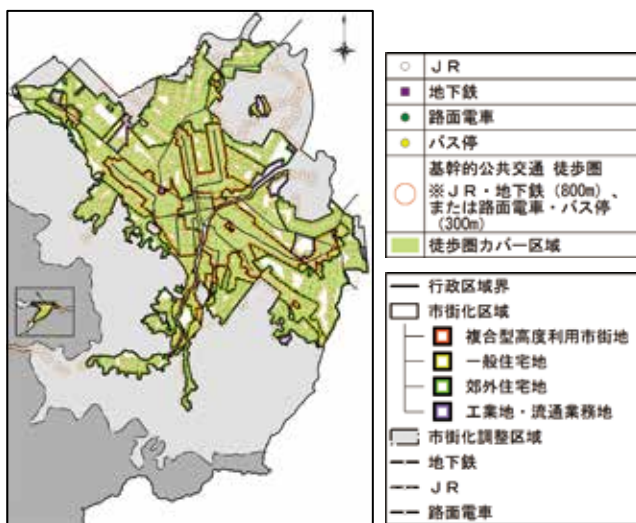 JR
地下鉄
路面電車
バス停
基幹的公共交通 徒歩圏
※JR・地下鉄(800m)、
または路面電車・バス停
(300m)
徒歩圏カバー区域
行政区域界
市街化区域
複合型高度利用市街地
一般住宅地
郊外住宅地
工業地・流通業務地
市街化調整区域
地下鉄
JR
路面電車